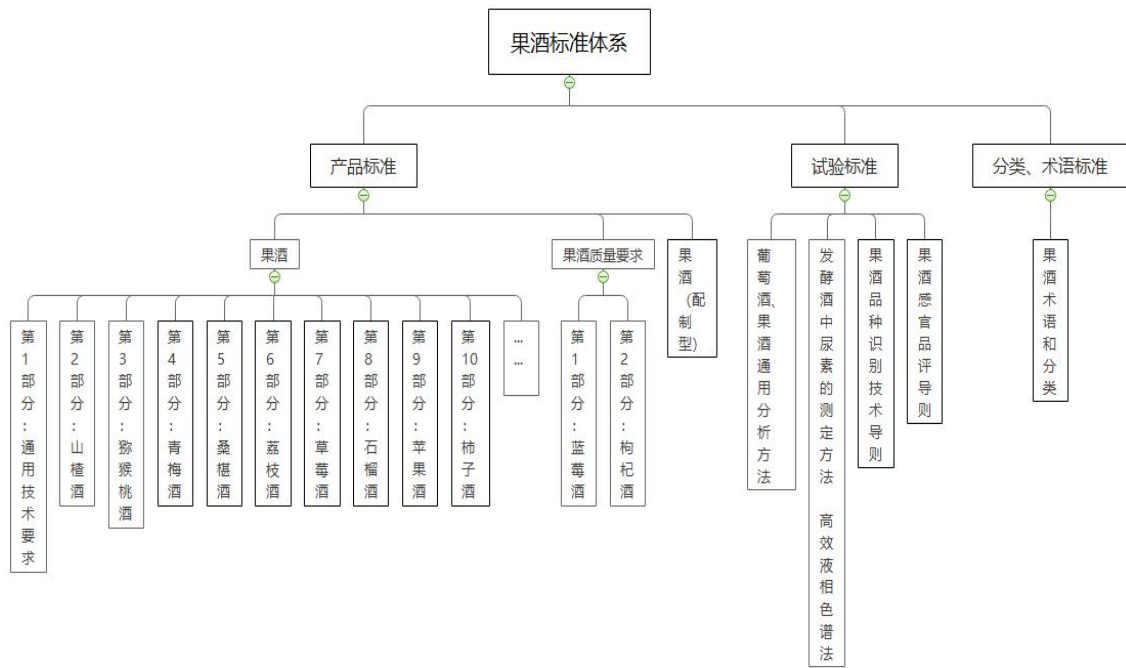 果酒标准体系
产品标准
试验标准
分类、术语标准
果酒
果酒质量要求
果酒（配制型）
葡萄酒、果酒通用分析方法
发酵酒中尿素的测定方法 高效液相色谱法
果酒品种识别技术导则
果酒感官品评导则
果酒术语和分类
第1部分：通用技术要求
第2部分：山楂酒
第3部分：猕猴桃酒
第4部分：青梅酒
第5部分：桑椹酒
第6部分：荔枝酒
第7部分：草莓酒
第8部分：石榴酒
第9部分：苹果酒
第10部分：柿子酒
……
第1部分：蓝莓酒
第2部分：枸杞酒